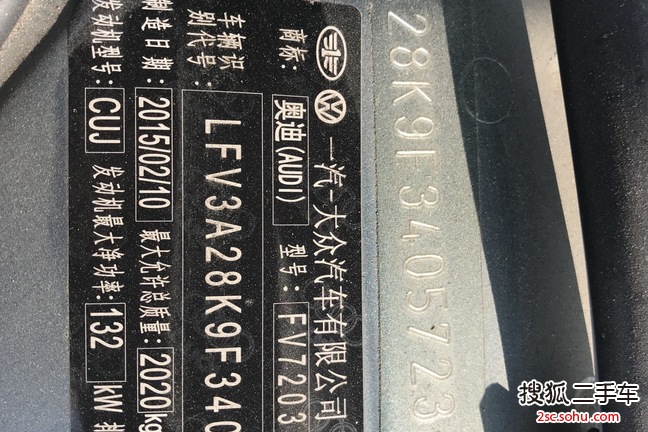 28K9F3405723
一汽-大众汽车有限公司
商标: 奥迪(AUDI) 型号: FV7203
车辆识别代号: LFV3A28K9F340
制造日期: 2015/02/10 最大允许总质量: 2020kg
发动机型号: CUJ 发动机最大净功率: 132 kW
搜狐二手车
2sc.sohu.com